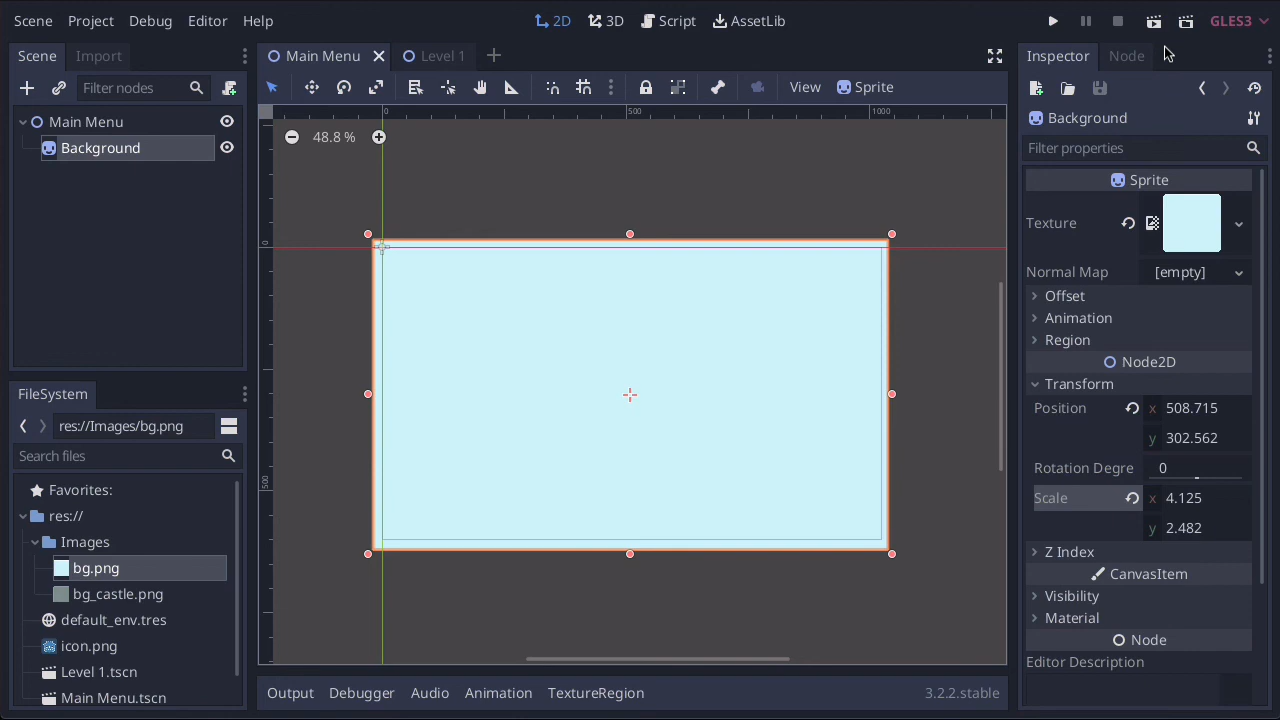 Scene Project Debug Editor Help 2D 3D Script AssetLib GLES3
Scene Import
Filter nodes
Main Menu
Background
FileSystem
res://Images/bg.png
Search files
Favorites:
res://
Images
bg.png
bg_castle.png
default_env.tres
icon.png
Level 1.tscn
Main Menu.tscn
Main Menu Level 1
View Sprite
0 500 1000
48.8 %
0
500
Output Debugger Audio Animation TextureRegion 3.2.2.stable
Inspector Node
Background
Filter properties
Sprite
Texture
Normal Map [empty]
Offset
Animation
Region
Node2D
Transform
Position x 508.715
y 302.562
Rotation Degre 0
Scale x 4.125
y 2.482
Z Index
CanvasItem
Visibility
Material
Node
Editor Description